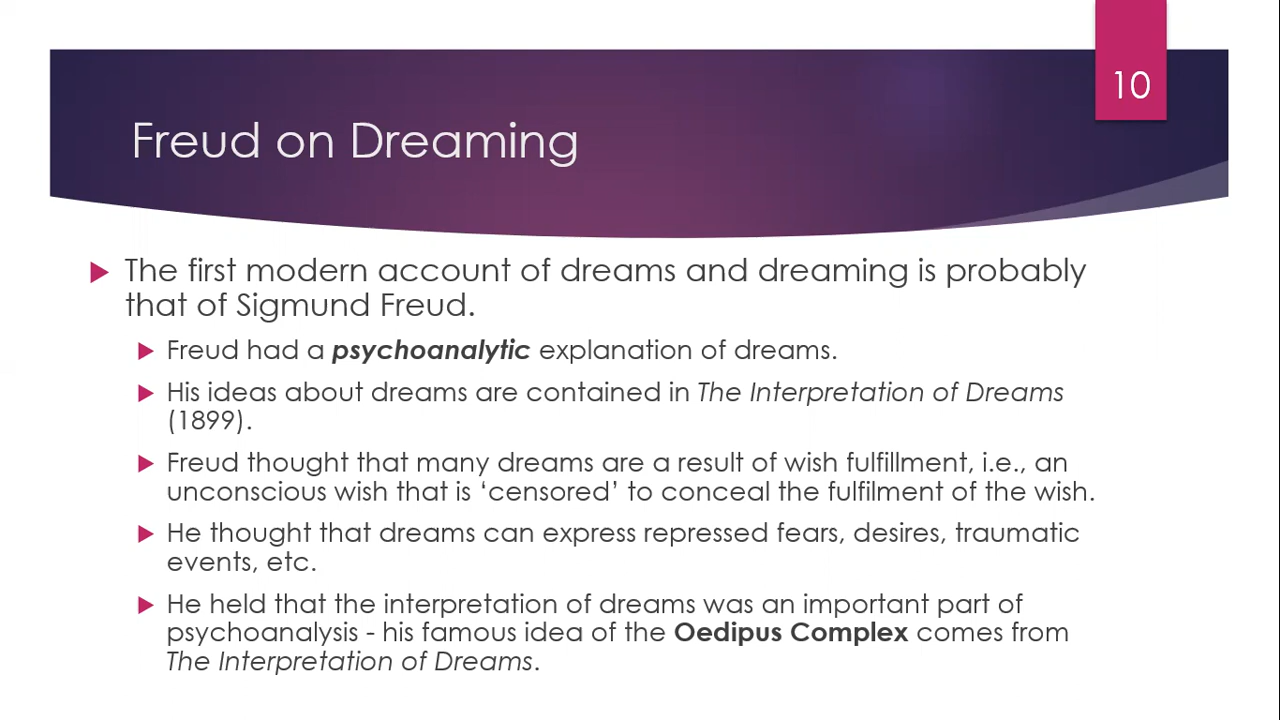 10
Freud on Dreaming
The first modern account of dreams and dreaming is probably
that of Sigmund Freud.
Freud had a psychoanalytic explanation of dreams.
His ideas about dreams are contained in The Interpretation of Dreams
(1899).
Freud thought that many dreams are a result of wish fulfillment, i.e., an
unconscious wish that is ‘censored’ to conceal the fulfilment of the wish.
He thought that dreams can express repressed fears, desires, traumatic
events, etc.
He held that the interpretation of dreams was an important part of
psychoanalysis - his famous idea of the Oedipus Complex comes from
The Interpretation of Dreams.